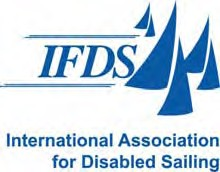 IFDS
International Association
for Disabled Sailing